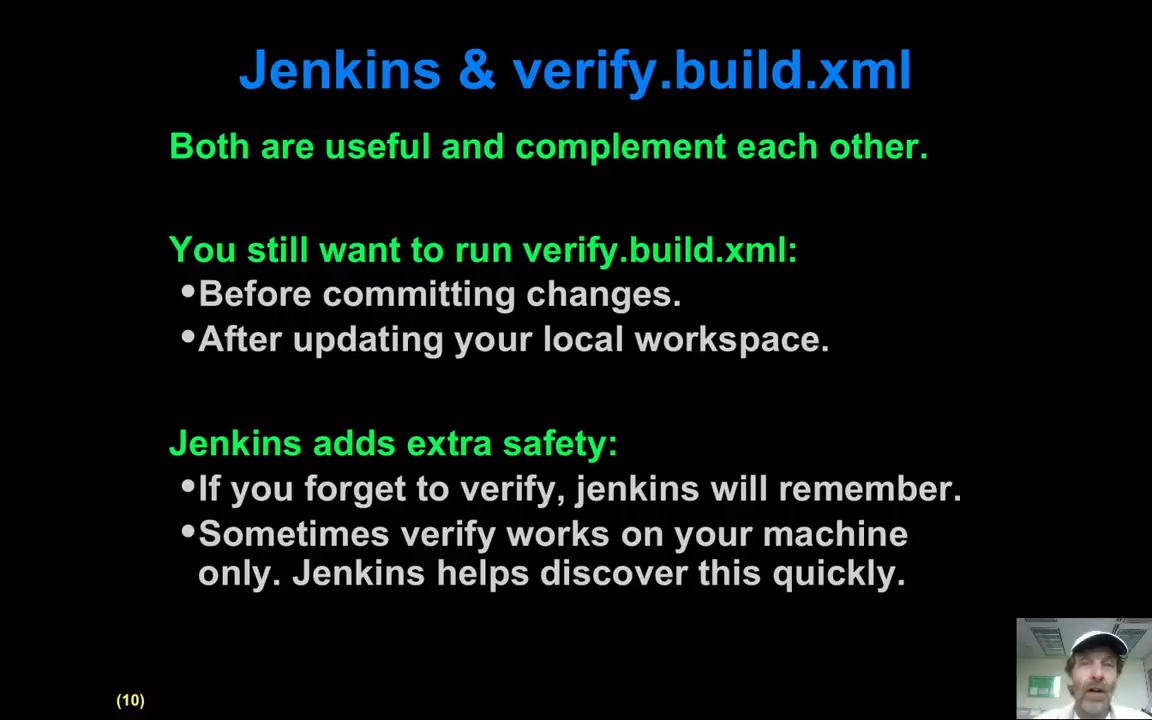 Jenkins & verify.build.xml
Both are useful and complement each other.
You still want to run verify.build.xml:
•Before committing changes.
•After updating your local workspace.
Jenkins adds extra safety:
•If you forget to verify, jenkins will remember.
•Sometimes verify works on your machine
only. Jenkins helps discover this quickly.
(10)